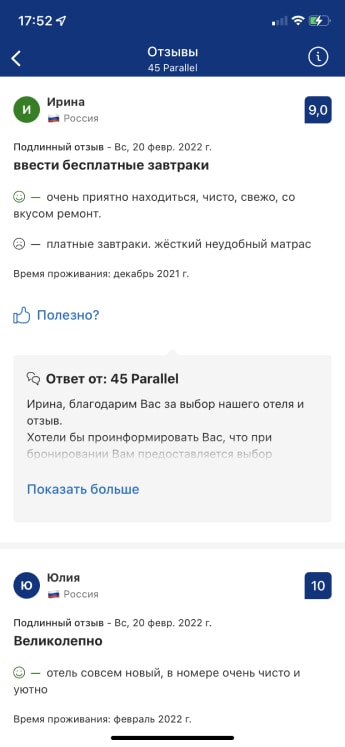 17:52
Отзывы
45 Parallel
И
Ирина
Россия
9,0
Подлинный отзыв - Вс, 20 февр. 2022 г.
ввести бесплатные завтраки
— очень приятно находиться, чисто, свежо, со
вкусом ремонт.
— платные завтраки. жёсткий неудобный матрас
Время проживания: декабрь 2021 г.
Полезно?
Ответ от: 45 Parallel
Ирина, благодарим Вас за выбор нашего отеля и
отзыв.
Хотели бы проинформировать Вас, что при
бронировании Вам предоставляется выбор
Показать больше
Ю
Юлия
Россия
10
Подлинный отзыв - Вс, 20 февр. 2022 г.
Великолепно
— отель совсем новый, в номере очень чисто и
уютно
Время проживания: февраль 2022 г.